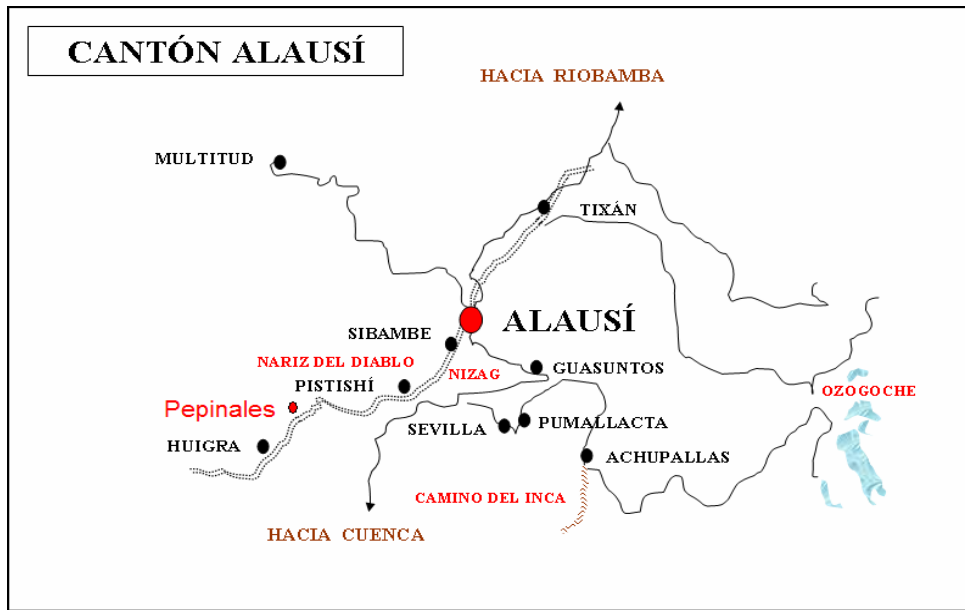 CANTÓN ALAUSÍ
HACIA RIOBAMBA
MULTITUD
TIXÁN
ALAUSÍ
SIBAMBE
NARIZ DEL DIABLO
NIZAG
GUASUNTOS
PISTISHÍ
OZOGOCHE
Pepinales
SEVILLA
PUMALLACTA
HUIGRA
ACHUPALLAS
CAMINO DEL INCA
HACIA CUENCA